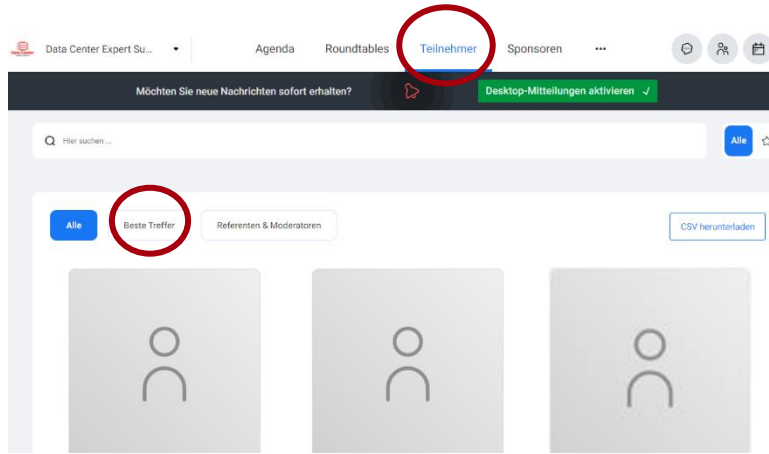 Data Center Expert Su...
Agenda
Roundtables
Teilnehmer
Sponsoren
Möchten Sie neue Nachrichten sofort erhalten?
Desktop-Mitteilungen aktivieren
Hier suchen ...
Alle
Alle
Beste Treffer
Referenten & Moderatoren
CSV herunterladen